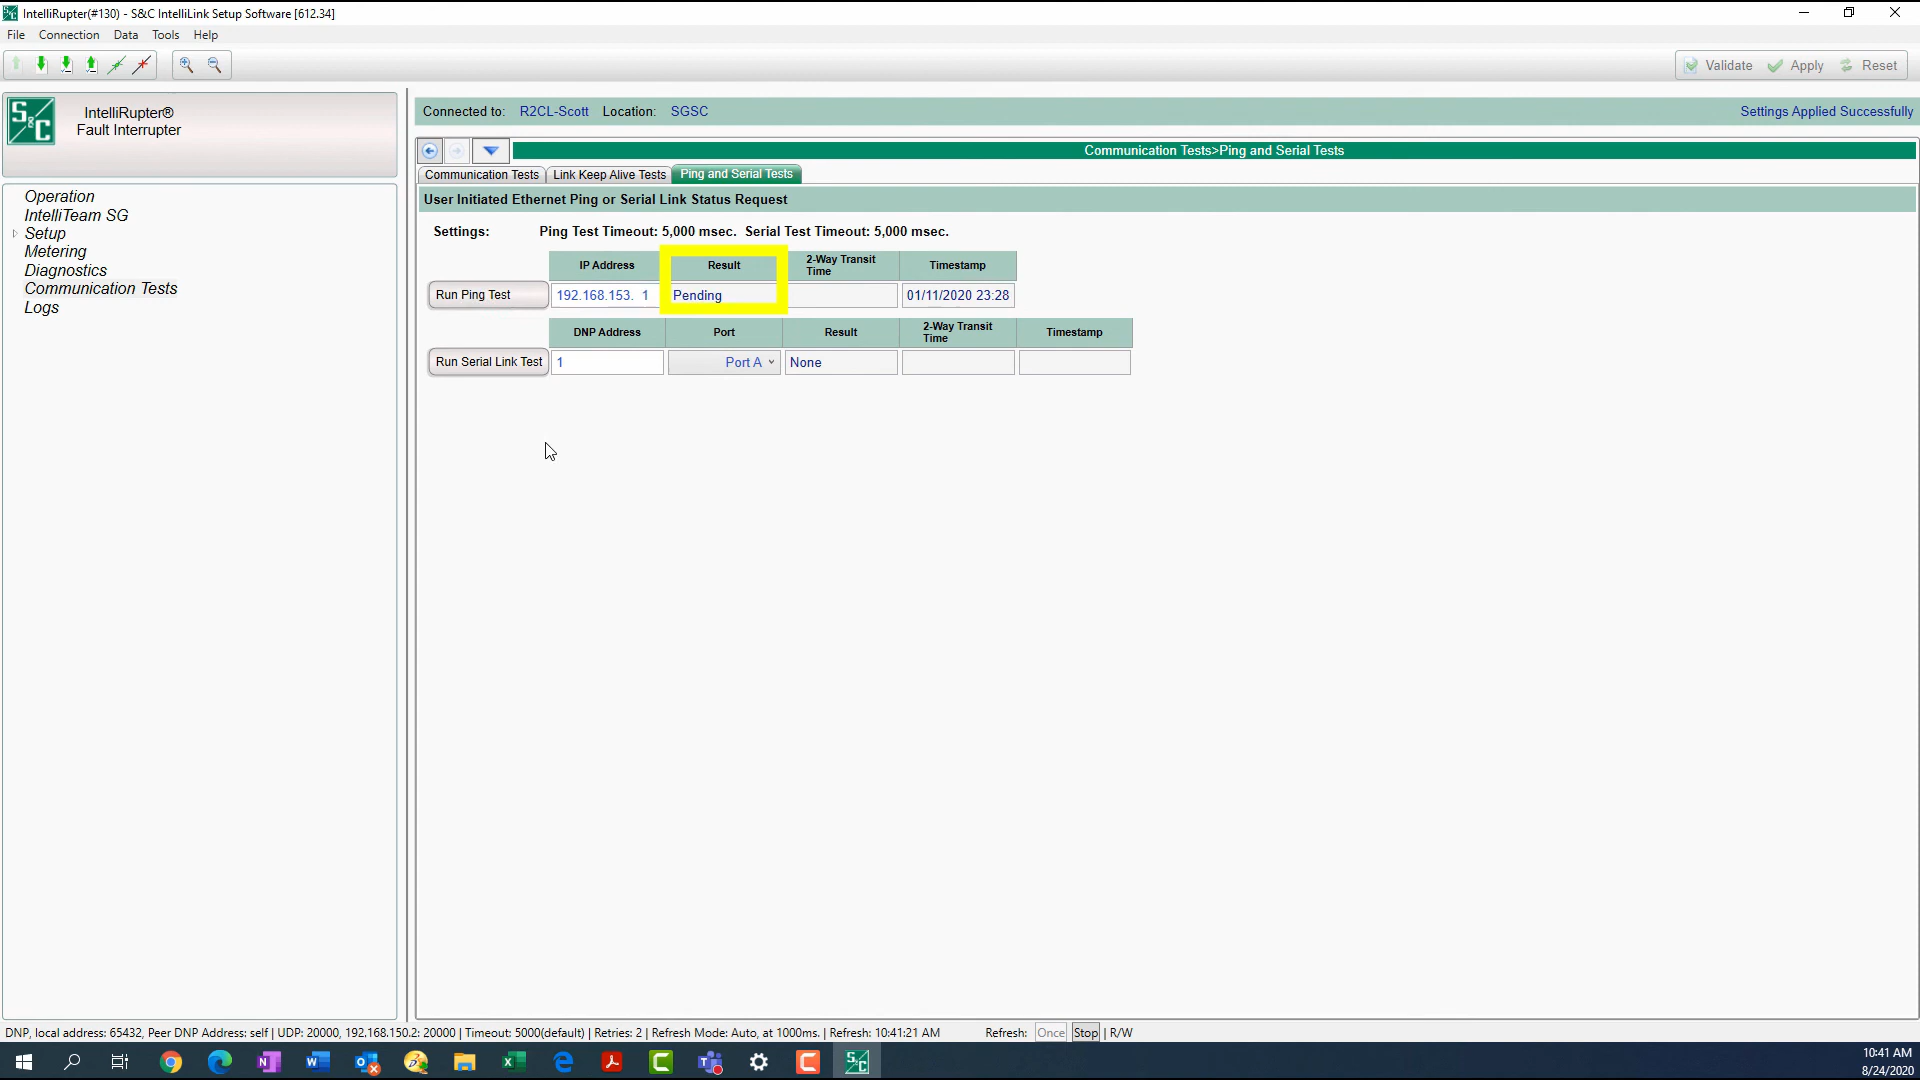 IntelliRupter(#130) - S&C IntelliLink Setup Software [612.34]
File Connection Data Tools Help
Validate Apply Reset
S&C
IntelliRupter®
Fault Interrupter
Operation
IntelliTeam SG
Setup
Metering
Diagnostics
Communication Tests
Logs
Connected to: R2CL-Scott Location: SGSC Settings Applied Successfully
Communication Tests>Ping and Serial Tests
Communication Tests Link Keep Alive Tests Ping and Serial Tests
User Initiated Ethernet Ping or Serial Link Status Request
Settings: Ping Test Timeout: 5,000 msec. Serial Test Timeout: 5,000 msec.
IP Address Result 2-Way Transit Time Timestamp
Run Ping Test 192.168.153. 1 Pending 01/11/2020 23:28
DNP Address Port Result 2-Way Transit Time Timestamp
Run Serial Link Test 1 Port A None
DNP, local address: 65432, Peer DNP Address: self | UDP: 20000, 192.168.150.2: 20000 | Timeout: 5000(default) | Retries: 2 | Refresh Mode: Auto, at 1000ms. | Refresh: 10:41:21 AM Refresh: Once Stop | R/W
10:41 AM
8/24/2020